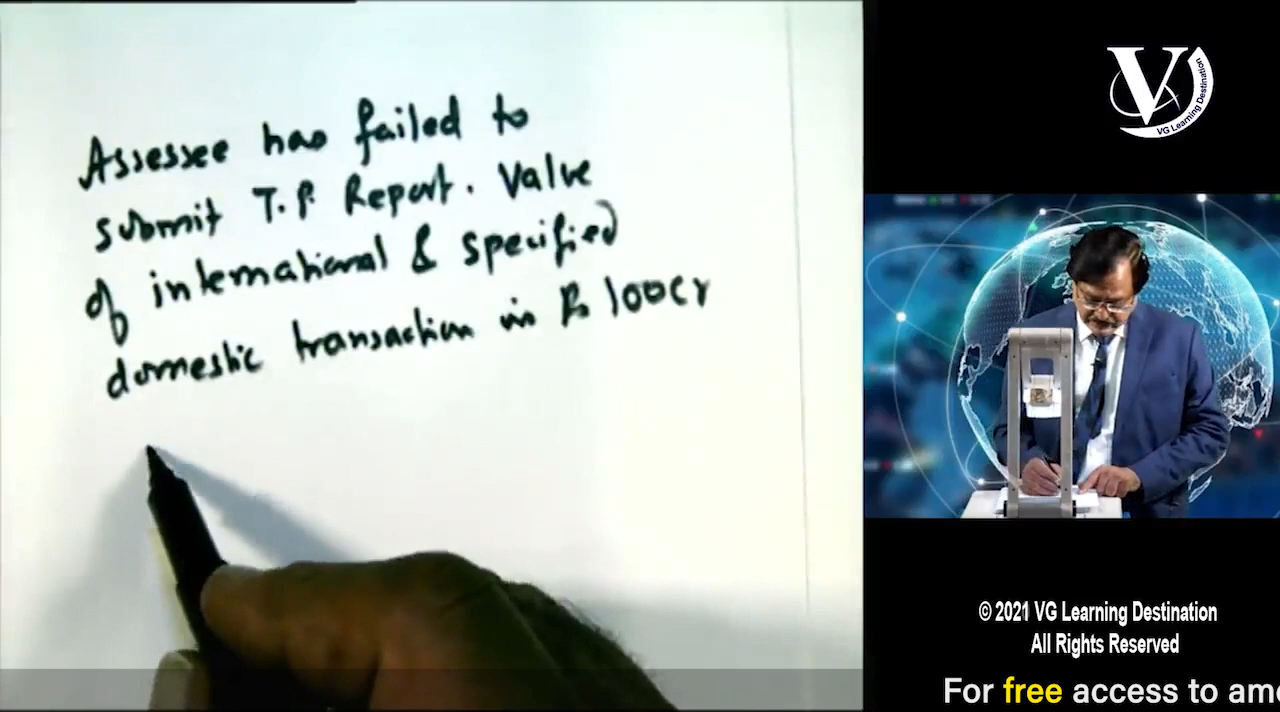 Assessee has failed to
submit T.P. Report. Value
of international & specified
domestic transaction is Rs 100Cr
V
VG Learning Destination
© 2021 VG Learning Destination
All Rights Reserved
For free access to ame